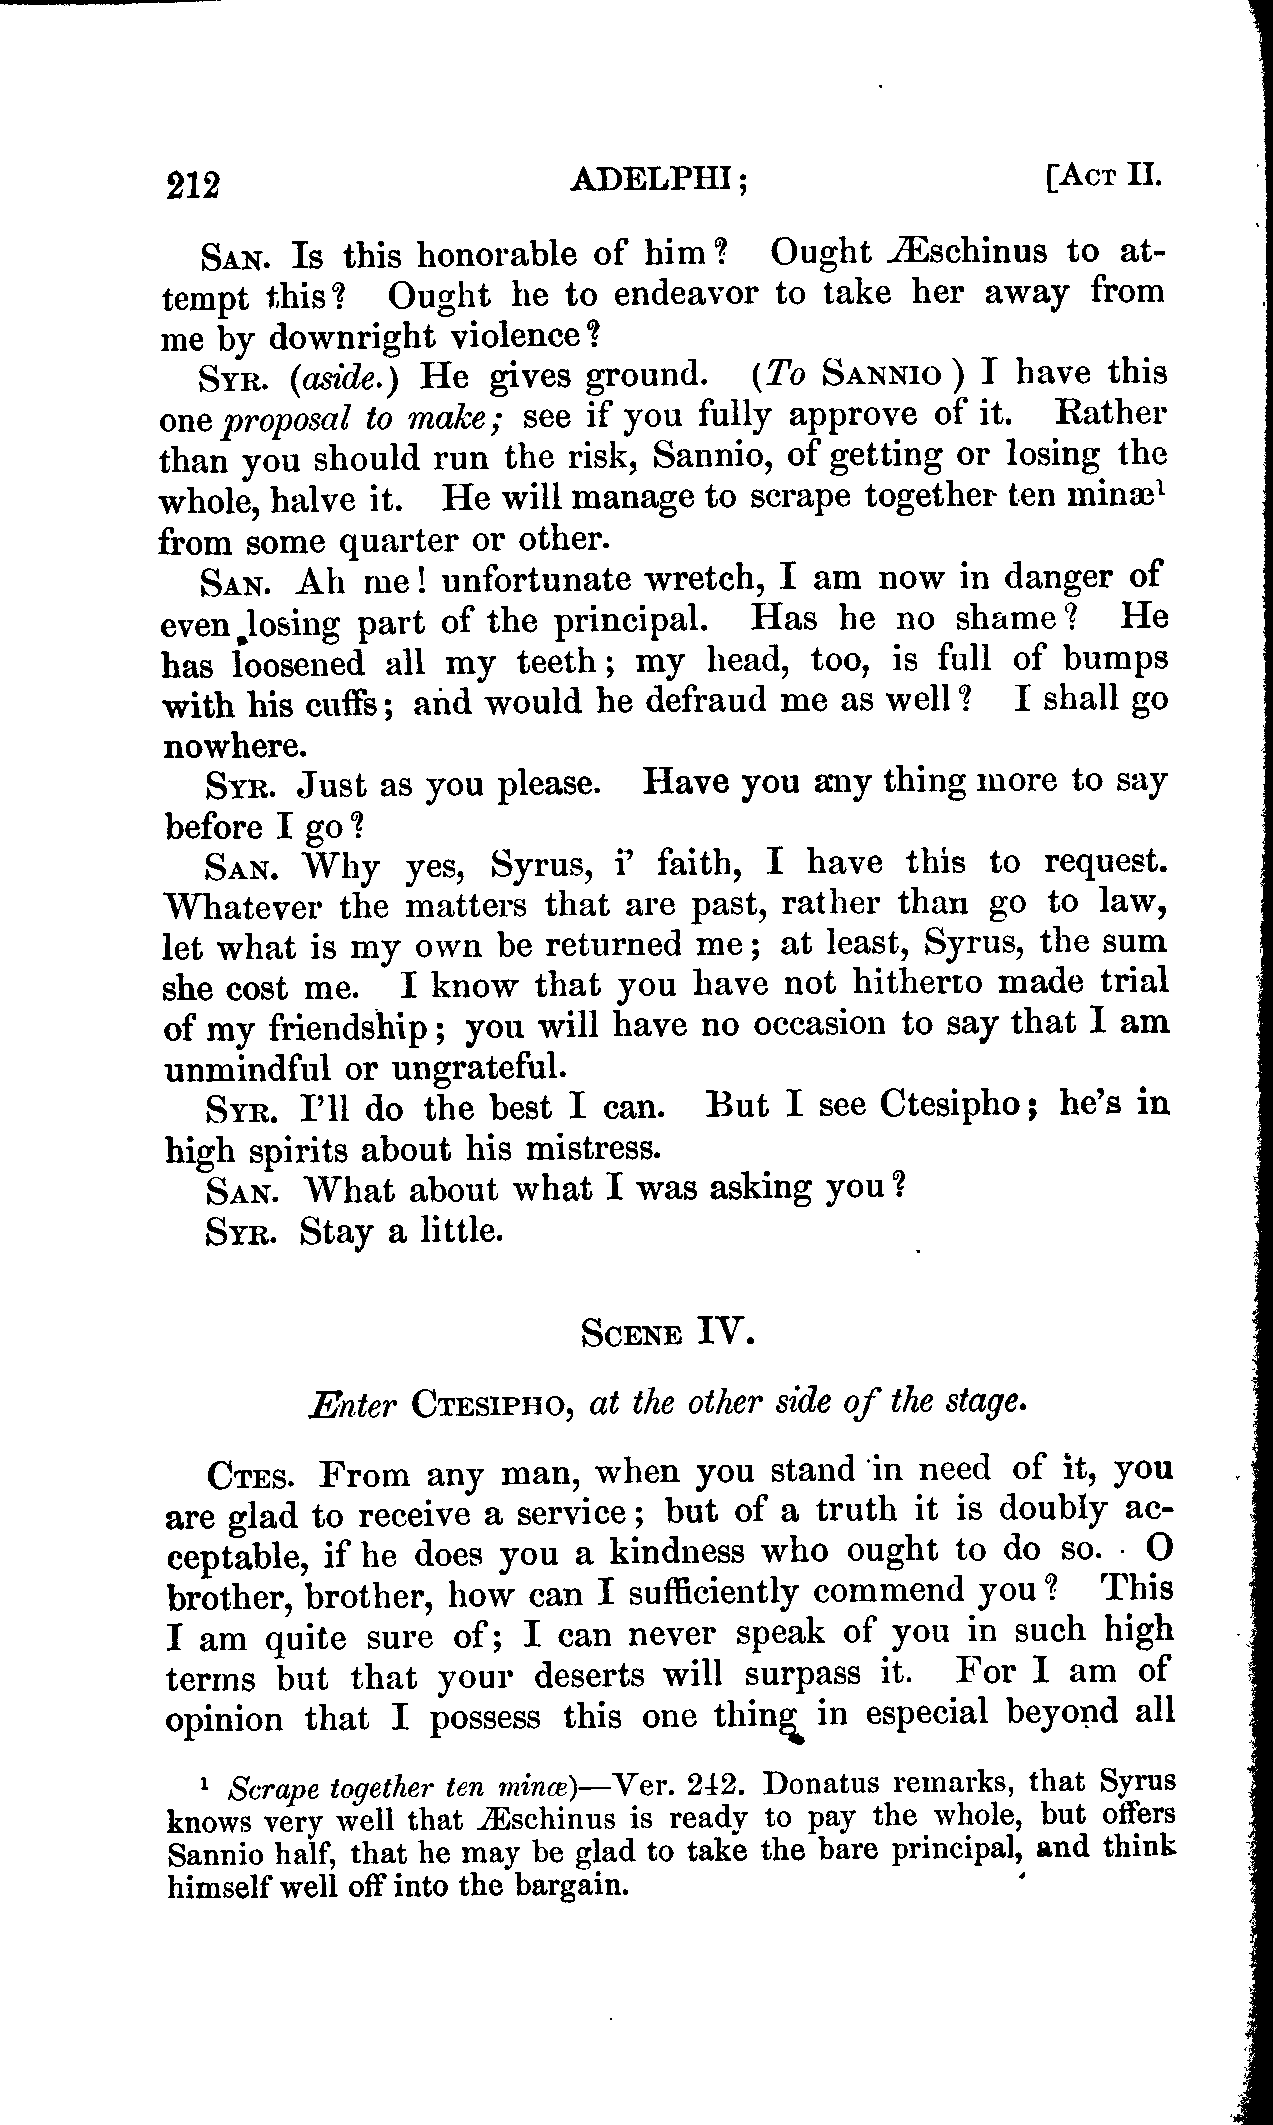 212 ADELPHI; [ACT II.
SAN. Is this honorable of him? Ought Æschinus to at-
tempt this? Ought he to endeavor to take her away from
me by downright violence?
SYR. (aside.) He gives ground. (To SANNIO ) I have this
one proposal to make; see if you fully approve of it. Rather
than you should run the risk, Sannio, of getting or losing the
whole, halve it. He will manage to scrape together ten minæ¹
from some quarter or other.
SAN. Ah me! unfortunate wretch, I am now in danger of
even losing part of the principal. Has he no shame? He
has loosened all my teeth; my head, too, is full of bumps
with his cuffs; and would he defraud me as well? I shall go
nowhere.
SYR. Just as you please. Have you any thing more to say
before I go?
SAN. Why yes, Syrus, i' faith, I have this to request.
Whatever the matters that are past, rather than go to law,
let what is my own be returned me; at least, Syrus, the sum
she cost me. I know that you have not hitherto made trial
of my friendship; you will have no occasion to say that I am
unmindful or ungrateful.
SYR. I'll do the best I can. But I see Ctesipho; he's in
high spirits about his mistress.
SAN. What about what I was asking you?
SYR. Stay a little.
SCENE IV.
Enter CTESIPHO, at the other side of the stage.
CTES. From any man, when you stand in need of it, you
are glad to receive a service; but of a truth it is doubly ac-
ceptable, if he does you a kindness who ought to do so. O
brother, brother, how can I sufficiently commend you? This
I am quite sure of; I can never speak of you in such high
terms but that your deserts will surpass it. For I am of
opinion that I possess this one thing in especial beyond all
¹ Scrape together ten minæ)—Ver. 242. Donatus remarks, that Syrus
knows very well that Æschinus is ready to pay the whole, but offers
Sannio half, that he may be glad to take the bare principal, and think
himself well off into the bargain.